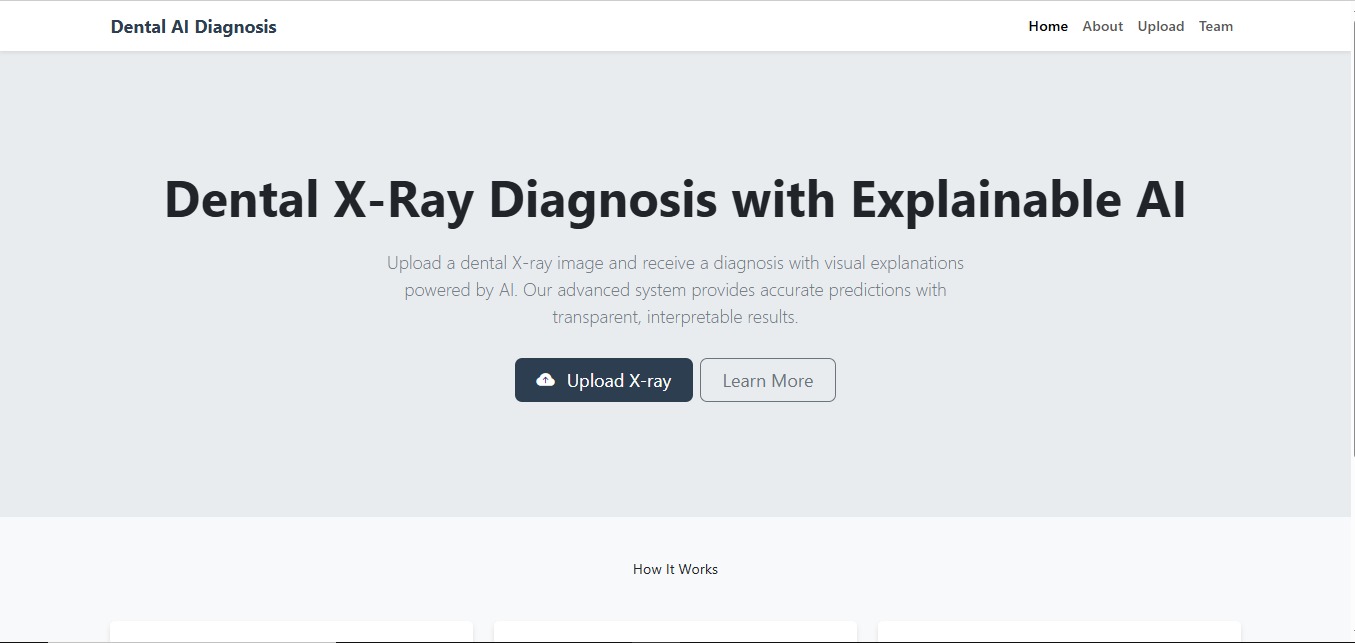 Dental AI Diagnosis
Home About Upload Team
Dental X-Ray Diagnosis with Explainable AI
Upload a dental X-ray image and receive a diagnosis with visual explanations
powered by AI. Our advanced system provides accurate predictions with
transparent, interpretable results.
Upload X-ray
Learn More
How It Works